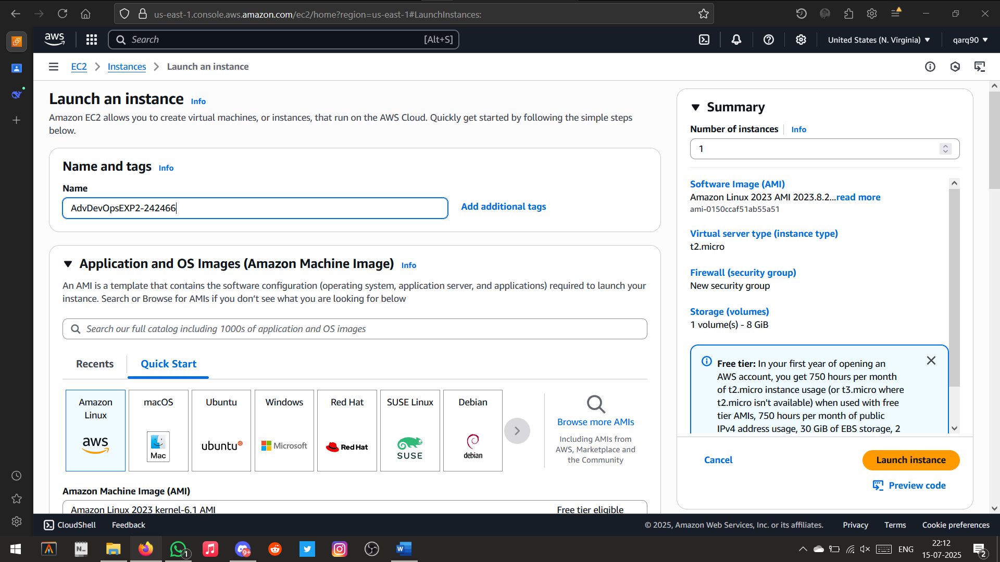 us-east-1.console.aws.amazon.com/ec2/home?region=us-east-1#LaunchInstances:
aws
Search
[Alt+S]
United States (N. Virginia)
qarq90
EC2
Instances
Launch an instance
Launch an instance
Info
Amazon EC2 allows you to create virtual machines, or instances, that run on the AWS Cloud. Quickly get started by following the simple steps
below.
Name and tags
Info
Name
AdvDevOpsEXP2-242466
Add additional tags
Application and OS Images (Amazon Machine Image)
Info
An AMI is a template that contains the software configuration (operating system, application server, and applications) required to launch your
instance. Search or Browse for AMIs if you don’t see what you are looking for below
Search our full catalog including 1000s of application and OS images
Recents
Quick Start
Amazon
Linux
aws
macOS
Mac
Ubuntu
ubuntu
Windows
Microsoft
Red Hat
Red Hat
SUSE Linux
SUSE
Debian
debian
Browse more AMIs
Including AMIs from
AWS, Marketplace and
the Community
Amazon Machine Image (AMI)
Amazon Linux 2023 kernel-6.1 AMI
Free tier eligible
Summary
Number of instances
Info
1
Software Image (AMI)
Amazon Linux 2023 AMI 2023.8.2...read more
ami-0150ccaf51ab55a51
Virtual server type (instance type)
t2.micro
Firewall (security group)
New security group
Storage (volumes)
1 volume(s) - 8 GiB
Free tier: In your first year of opening an
AWS account, you get 750 hours per month
of t2.micro instance usage (or t3.micro where
t2.micro isn't available) when used with free
tier AMIs, 750 hours per month of public
IPv4 address usage, 30 GiB of EBS storage, 2
Cancel
Launch instance
Preview code
CloudShell
Feedback
© 2025, Amazon Web Services, Inc. or its affiliates.
Privacy
Terms
Cookie preferences
N_
1
9+
W
ENG
22:12
15-07-2025
2